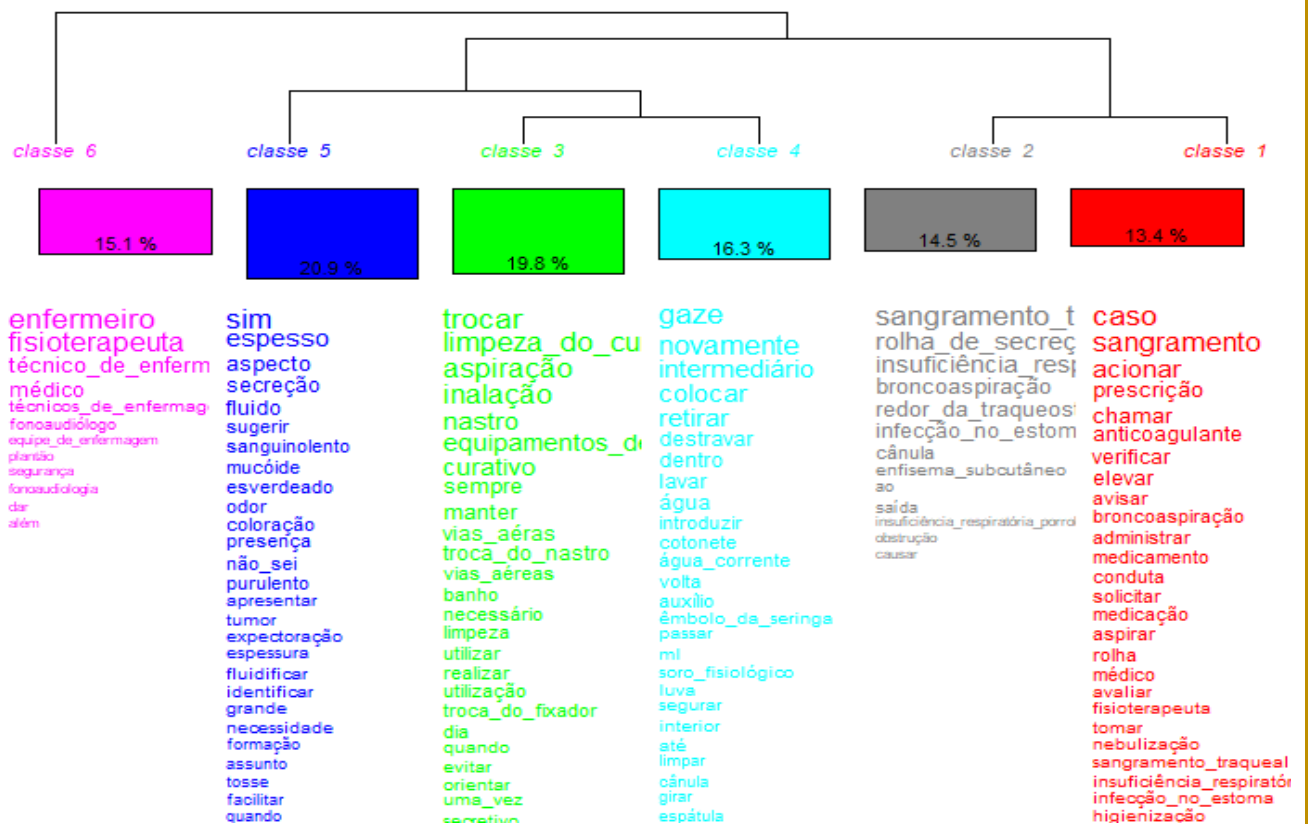 classe 6
classe 5
classe 3
classe 4
classe 2
classe 1
15.1 %
20.9 %
19.8 %
16.3 %
14.5 %
13.4 %
enfermeiro
fisioterapeuta
técnico_de_enferm
médico
técnicos_de_enfermag
fonoaudiólogo
equipe_de_enfermagem
plantão
segurança
fonoaudiologia
dar
além
sim
espesso
aspecto
secreção
fluido
sugerir
sanguinolento
mucóide
esverdeado
odor
coloração
presença
não_sei
purulento
apresentar
tumor
expectoração
espessura
fluidificar
identificar
grande
necessidade
formação
assunto
tosse
facilitar
quando
trocar
limpeza_do_cu
aspiração
inalação
nastro
equipamentos_de
curativo
sempre
manter
vias_aéras
troca_do_nastro
vias_aéreas
banho
necessário
limpeza
utilizar
realizar
utilização
troca_do_fixador
dia
quando
evitar
orientar
uma_vez
secretivo
gaze
novamente
intermediário
colocar
retirar
destravar
dentro
lavar
água
introduzir
cotonete
água_corrente
volta
auxílio
êmbolo_da_seringa
passar
ml
soro_fisiológico
luva
segurar
interior
até
limpar
cânula
girar
espátula
sangramento_t
rolha_de_secreç
insuficiência_resp
broncoaspiração
redor_da_traqueost
infecção_no_estom
cânula
enfisema_subcutâneo
ao
saída
insuficiência_respiratória_porrol
obstrução
causar
caso
sangramento
acionar
prescrição
chamar
anticoagulante
verificar
elevar
avisar
broncoaspiração
administrar
medicamento
conduta
solicitar
medicação
aspirar
rolha
médico
avaliar
fisioterapeuta
tomar
nebulização
sangramento_traqueal
insuficiência_respiratór
infecção_no_estoma
higienização